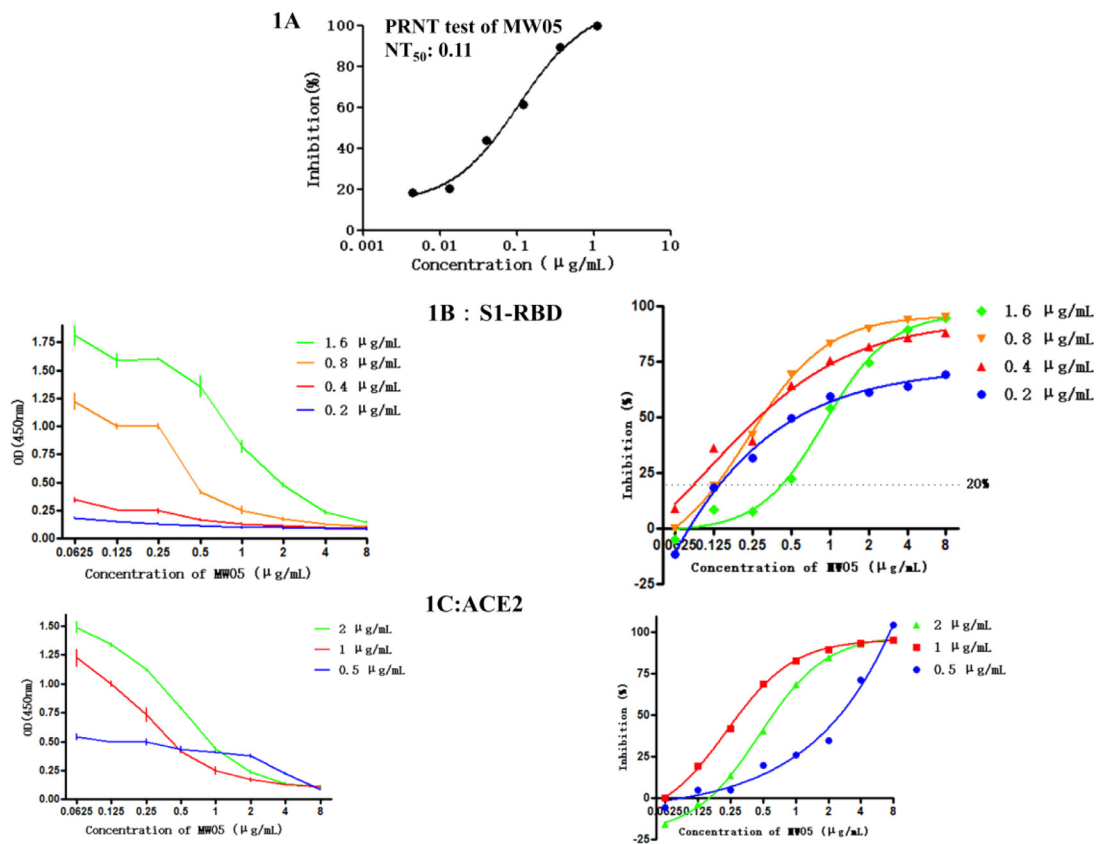 1A
PRNT test of MW05
NT50: 0.11
100
80
60
40
20
0
Inhibition(%)
0.001 0.01 0.1 1 10
Concentration (μg/mL)
1B : S1-RBD
1.75
1.50
1.25
1.00
0.75
0.50
0.25
0.00
OD(450nm)
0.0625 0.125 0.25 0.5 1 2 4 8
Concentration of MW05 (μg/mL)
1.6 μg/mL
0.8 μg/mL
0.4 μg/mL
0.2 μg/mL
100
75
50
25
0
-25
Inhibition (%)
0.0625 0.125 0.25 0.5 1 2 4 8
Concentration of MW05 (μg/mL)
20%
1.6 μg/mL
0.8 μg/mL
0.4 μg/mL
0.2 μg/mL
1C:ACE2
1.50
1.25
1.00
0.75
0.50
0.25
0.00
OD(450nm)
0.0625 0.125 0.25 0.5 1 2 4 8
Concentration of MW05 (μg/mL)
2 μg/mL
1 μg/mL
0.5 μg/mL
100
75
50
25
0
-25
Inhibition (%)
0.0625 0.125 0.25 0.5 1 2 4 8
Concentration of MW05 (μg/mL)
2 μg/mL
1 μg/mL
0.5 μg/mL